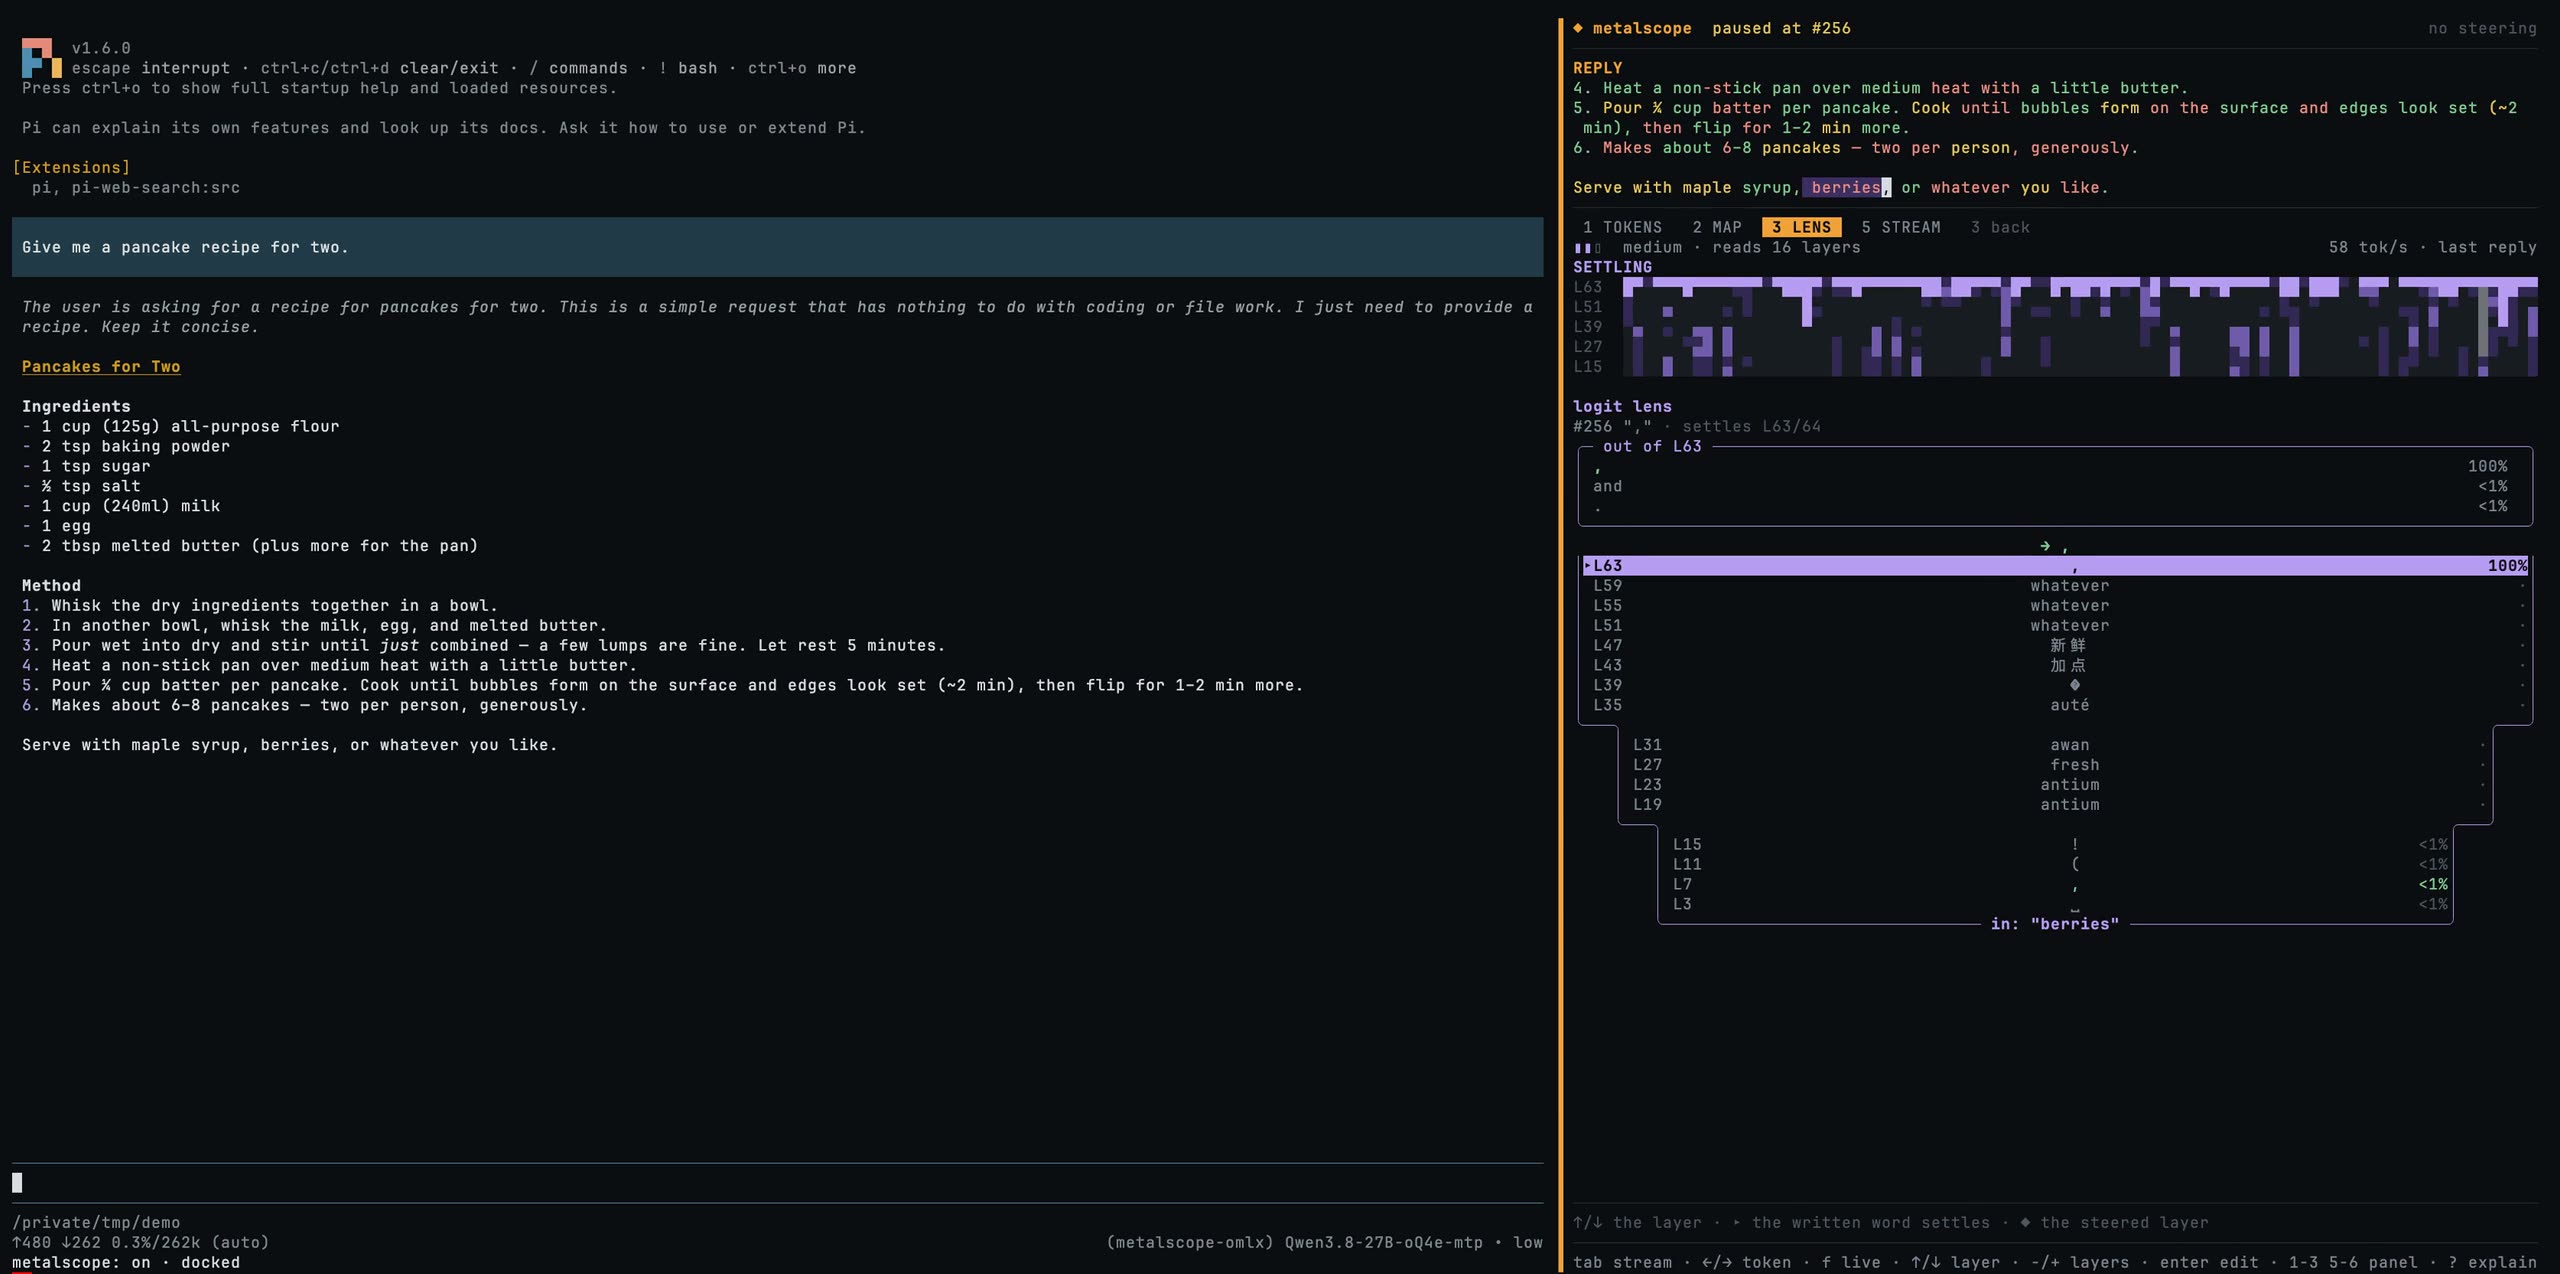 v1.6.0
escape interrupt · ctrl+c/ctrl+d clear/exit · / commands · ! bash · ctrl+o more
Press ctrl+o to show full startup help and loaded resources.
Pi can explain its own features and look up its docs. Ask it how to use or extend Pi.
[Extensions]
pi, pi-web-search:src
Give me a pancake recipe for two.
The user is asking for a recipe for pancakes for two. This is a simple request that has nothing to do with coding or file work. I just need to provide a
recipe. Keep it concise.
Pancakes for Two
Ingredients
- 1 cup (125g) all-purpose flour
- 2 tsp baking powder
- 1 tsp sugar
- ½ tsp salt
- 1 cup (240ml) milk
- 1 egg
- 2 tbsp melted butter (plus more for the pan)
Method
1. Whisk the dry ingredients together in a bowl.
2. In another bowl, whisk the milk, egg, and melted butter.
3. Pour wet into dry and stir until just combined — a few lumps are fine. Let rest 5 minutes.
4. Heat a non-stick pan over medium heat with a little butter.
5. Pour ¼ cup batter per pancake. Cook until bubbles form on the surface and edges look set (~2 min), then flip for 1–2 min more.
6. Makes about 6–8 pancakes — two per person, generously.
Serve with maple syrup, berries, or whatever you like.
/private/tmp/demo
↑480 ↓262 0.3%/262k (auto)
(metalscope-omlx) Qwen3.8-27B-oQ4e-mtp • low
metalscope: on · docked
◆ metalscope paused at #256
no steering
REPLY
4. Heat a non-stick pan over medium heat with a little butter.
5. Pour ¼ cup batter per pancake. Cook until bubbles form on the surface and edges look set (~2
min), then flip for 1–2 min more.
6. Makes about 6–8 pancakes — two per person, generously.
Serve with maple syrup, berries, or whatever you like.
1 TOKENS 2 MAP 3 LENS 5 STREAM 3 back
medium · reads 16 layers
58 tok/s · last reply
SETTLING
L63
L51
L39
L27
L15
logit lens
#256 "," · settles L63/64
out of L63
, 100%
and <1%
. <1%
→ ,
▸L63 , 100%
L59 whatever ·
L55 whatever ·
L51 whatever ·
L47 新鲜 ·
L43 加点 ·
L39 � ·
L35 auté ·
L31 awan ·
L27 fresh ·
L23 antium ·
L19 antium ·
L15 ! <1%
L11 ( <1%
L7 , <1%
L3 ␣ <1%
in: "berries"
↑/↓ the layer · ▸ the written word settles · ◆ the steered layer
tab stream · ←/→ token · f live · ↑/↓ layer · -/+ layers · enter edit · 1-3 5-6 panel · ? explain